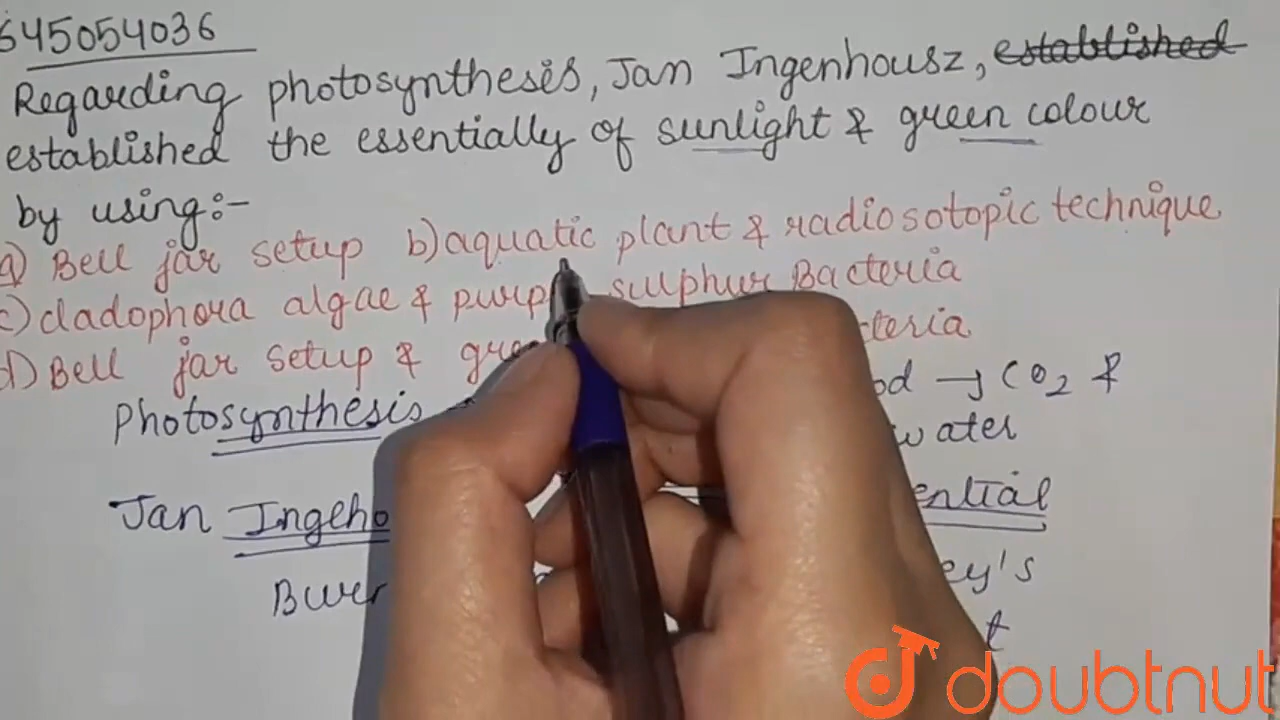 645054036
Regarding photosynthesis, Jan Ingenhousz, established
established the essentially of sunlight & green colour
by using:-
a) Bell jar setup b) aquatic plant & radiosotopic technique
c) cladophora algae & purp sulphur Bacteria
d) Bell jar setup & gre cteria
Photosynthesis od → CO2 &
water
Jan Ingeho ential
Bur ey's
t
doubtnut